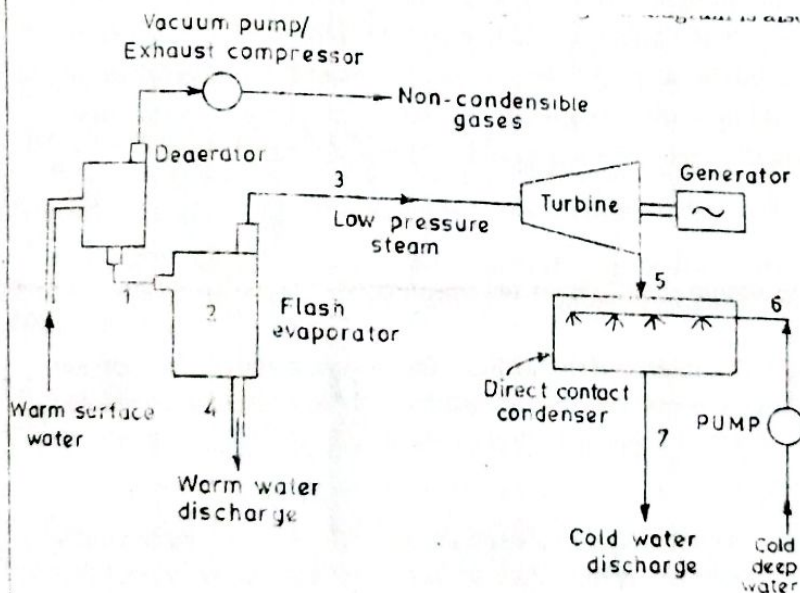 Vacuum pump/
Exhaust compressor
Non-condensible
gases
Deaerator
3
Low pressure
steam
Turbine
Generator
~
1
2
Flash
evaporator
5
6
Direct contact
condenser
PUMP
Warm surface
water
4
7
Warm water
discharge
Cold water
discharge
Cold
deep
water